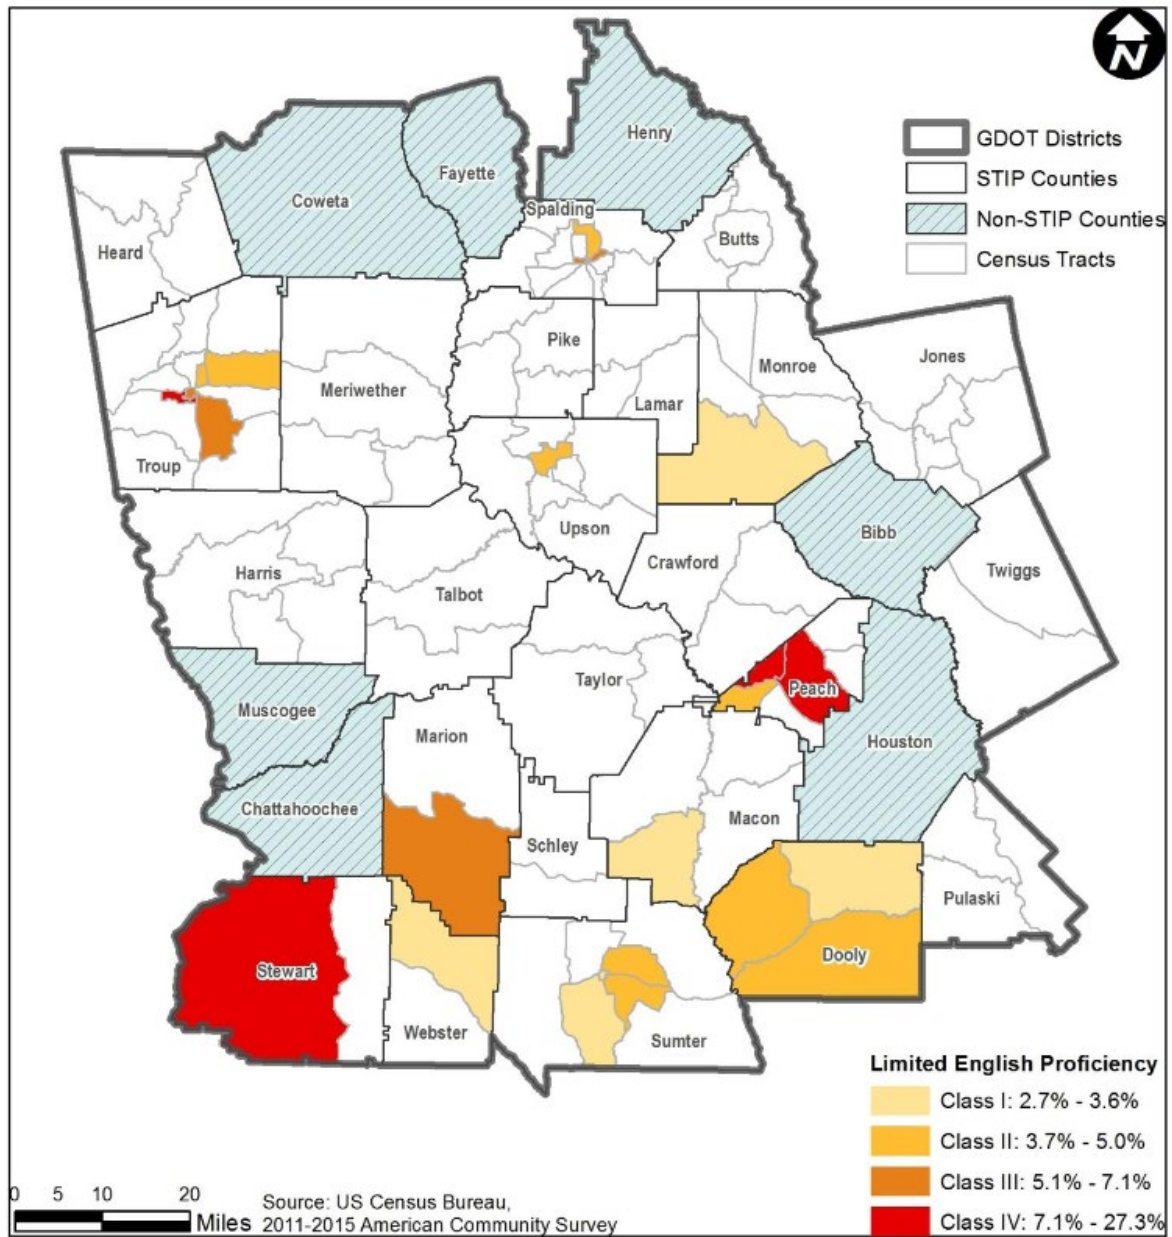 N
Henry
GDOT Districts
STIP Counties
Non-STIP Counties
Census Tracts
Fayette
Coweta
Spalding
Butts
Heard
Pike
Jones
Monroe
Meriwether
Lamar
Troup
Upson
Bibb
Crawford
Twiggs
Harris
Talbot
Taylor
Peach
Muscogee
Marion
Houston
Chattahoochee
Macon
Schley
Pulaski
Dooly
Stewart
Webster
Sumter
Limited English Proficiency
Class I: 2.7% - 3.6%
Class II: 3.7% - 5.0%
Class III: 5.1% - 7.1%
Class IV: 7.1% - 27.3%
0 5 10 20
Miles
Source: US Census Bureau,
2011-2015 American Community Survey